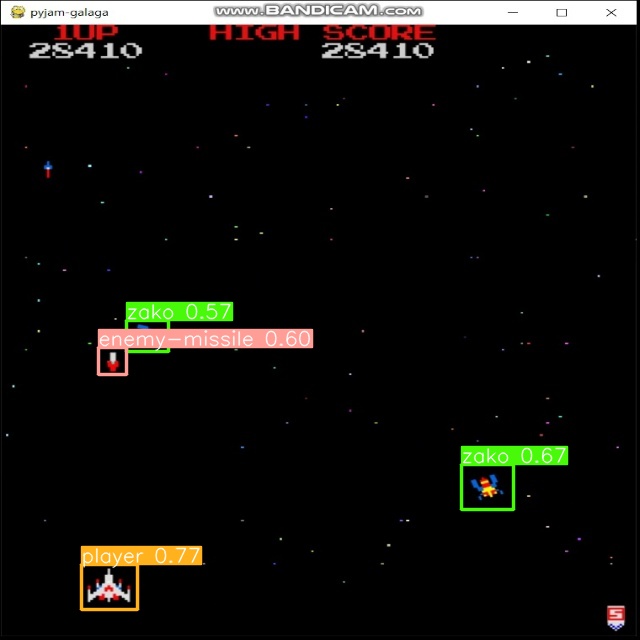 pyjam-galaga
www.BANDICAM.com
1UP HIGH SCORE
28410 28410
zako 0.57
enemy-missile 0.60
zako 0.67
player 0.77
5